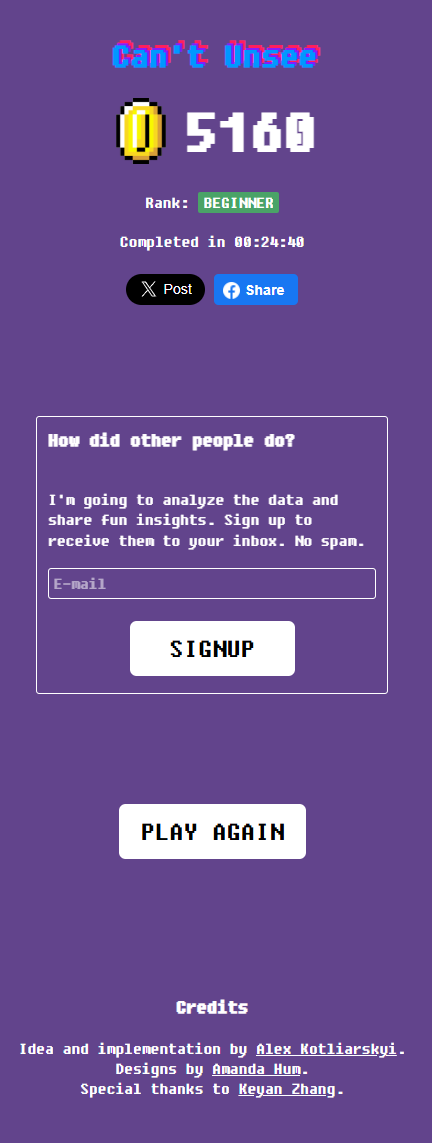 Can't Unsee
5160
Rank: BEGINNER
Completed in 00:24:40
Post
Share
How did other people do?
I'm going to analyze the data and
share fun insights. Sign up to
receive them to your inbox. No spam.
E-mail
SIGNUP
PLAY AGAIN
Credits
Idea and implementation by Alex Kotliarskyi.
Designs by Amanda Hum.
Special thanks to Keyan Zhang.